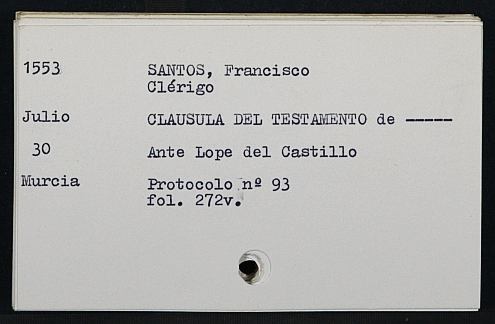 1553 SANTOS, Francisco
Clérigo
Julio CLAUSULA DEL TESTAMENTO de -----
30 Ante Lope del Castillo
Murcia Protocolo nº 93
fol. 272v.